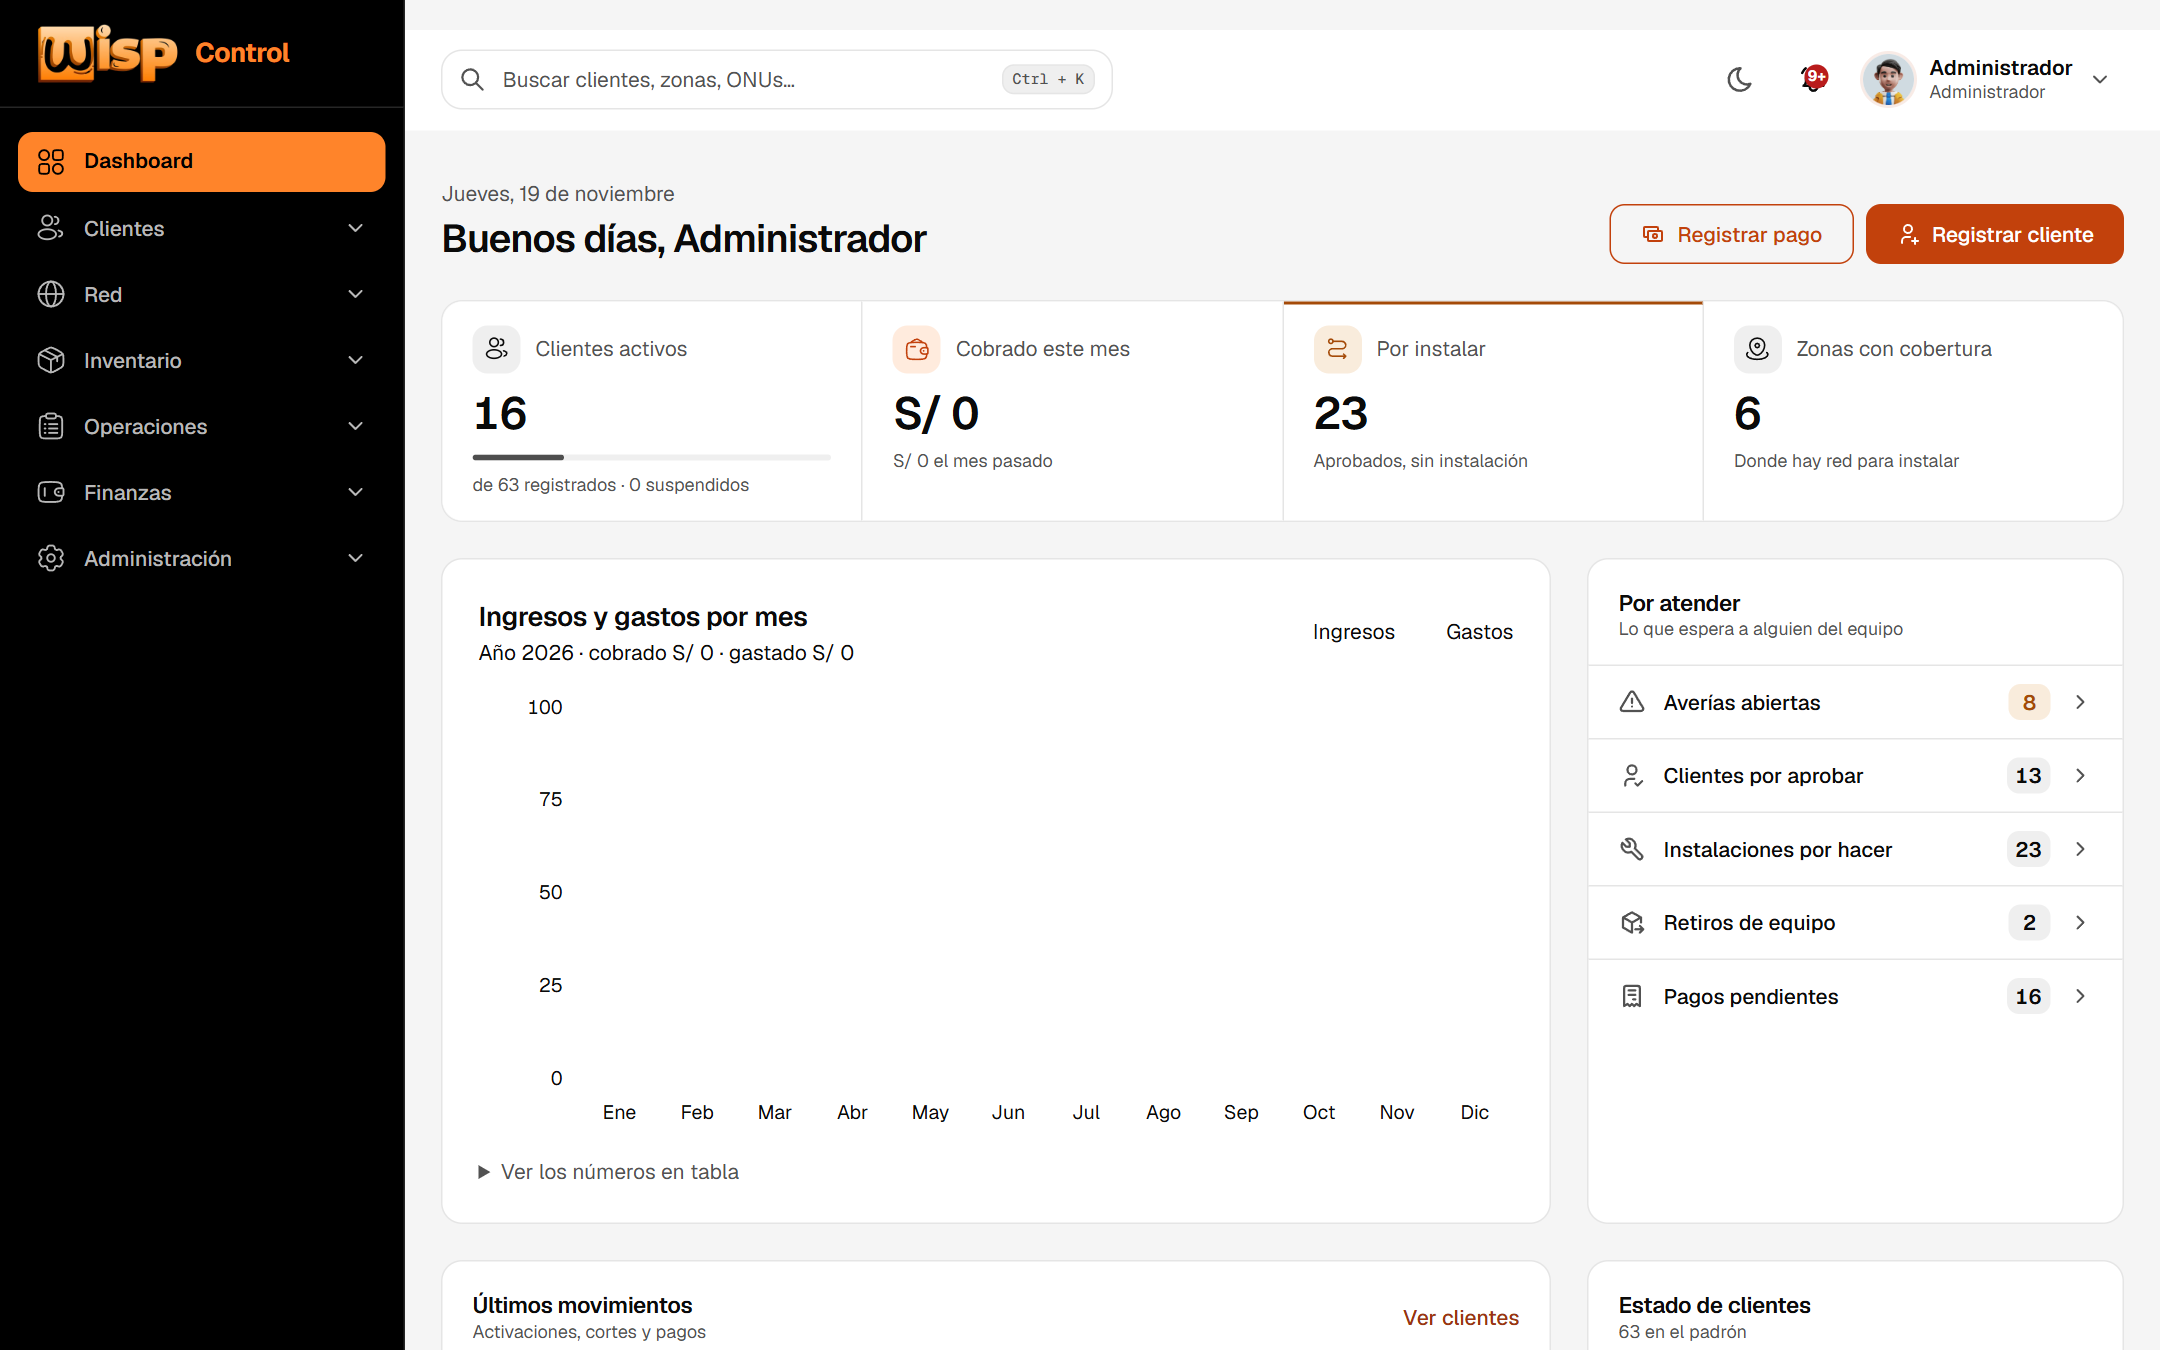 Wisp Control
Dashboard
Clientes
Red
Inventario
Operaciones
Finanzas
Administración
Buscar clientes, zonas, ONUs...
Ctrl + K
9+
Administrador
Administrador
Jueves, 19 de noviembre
Buenos días, Administrador
Registrar pago
Registrar cliente
Clientes activos
16
de 63 registrados · 0 suspendidos
Cobrado este mes
S/ 0
S/ 0 el mes pasado
Por instalar
23
Aprobados, sin instalación
Zonas con cobertura
6
Donde hay red para instalar
Ingresos y gastos por mes
Año 2026 · cobrado S/ 0 · gastado S/ 0
Ingresos Gastos
100
75
50
25
0
Ene Feb Mar Abr May Jun Jul Ago Sep Oct Nov Dic
Ver los números en tabla
Por atender
Lo que espera a alguien del equipo
Averías abiertas 8
Clientes por aprobar 13
Instalaciones por hacer 23
Retiros de equipo 2
Pagos pendientes 16
Últimos movimientos
Activaciones, cortes y pagos
Ver clientes
Estado de clientes
63 en el padrón